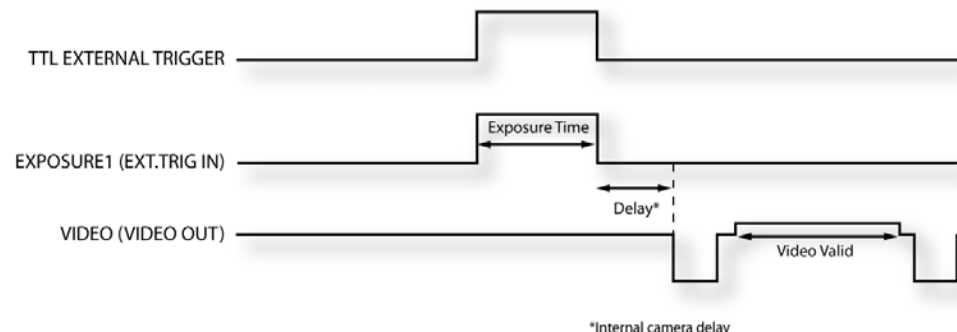 TTL EXTERNAL TRIGGER
Exposure Time
EXPOSURE1 (EXT.TRIG IN)
Delay*
VIDEO (VIDEO OUT)
Video Valid
*Internal camera delay